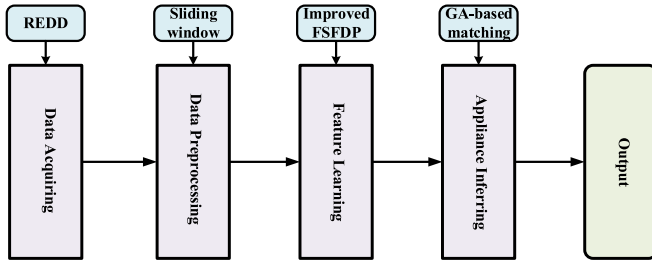 REDD
Sliding
window
Improved
FSFDP
GA-based
matching
Data Acquiring
Data Preprocessing
Feature Learning
Appliance Inferring
Output